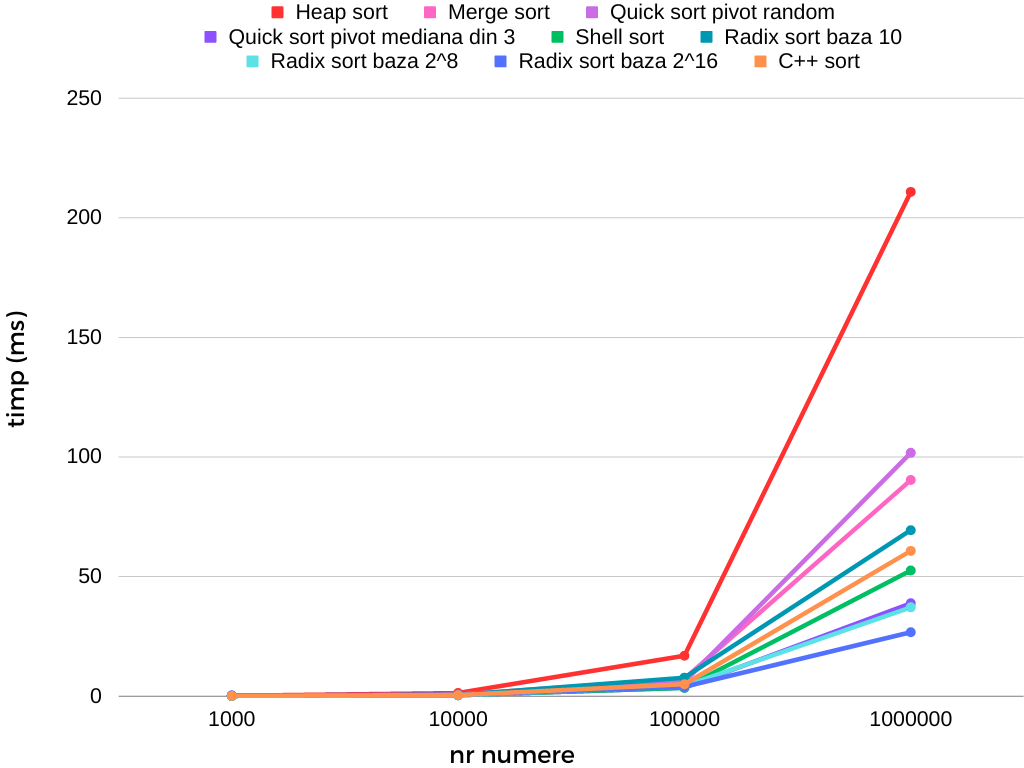 Heap sort Merge sort Quick sort pivot random
Quick sort pivot mediana din 3 Shell sort Radix sort baza 10
Radix sort baza 2^8 Radix sort baza 2^16 C++ sort
250
200
150
100
50
0
timp (ms)
1000 10000 100000 1000000
nr numere